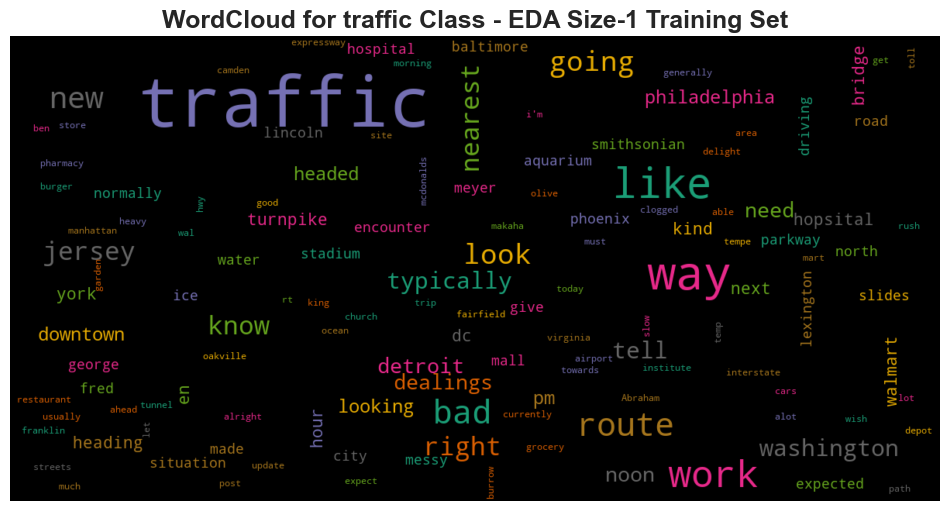 WordCloud for traffic Class - EDA Size-1 Training Set
expressway
hospital
baltimore
going
morning
camden
generally
bridge
get
toll
traffic
new
nearest
philadelphia
i'm
driving
road
ben
store
lincoln
site
area
smithsonian
delight
aquarium
pharmacy
headed
mcdonalds
like
burger
normally
meyer
olive
hwy
good
clogged
able
need
manhattan
heavy
wal
turnpike
encounter
makaha
phoenix
kind
hopsital
rush
jersey
look
must
tempe
parkway
north
water
stadium
mart
garden
typically
way
next
york
ice
rt
king
trip
today
give
slides
lexington
downtown
know
church
fairfield
ocean
dc
slow
temp
virginia
oakville
tell
george
detroit
mall
airport
towards
institute
interstate
walmart
fred
en
dealings
restaurant
tunnel
hour
looking
bad
pm
Abraham
cars
lot
usually
ahead
alright
currently
route
alot
wish
franklin
let
heading
made
right
grocery
washington
depot
situation
update
city
messy
streets
burrow
noon
work
much
post
expect
expected
path